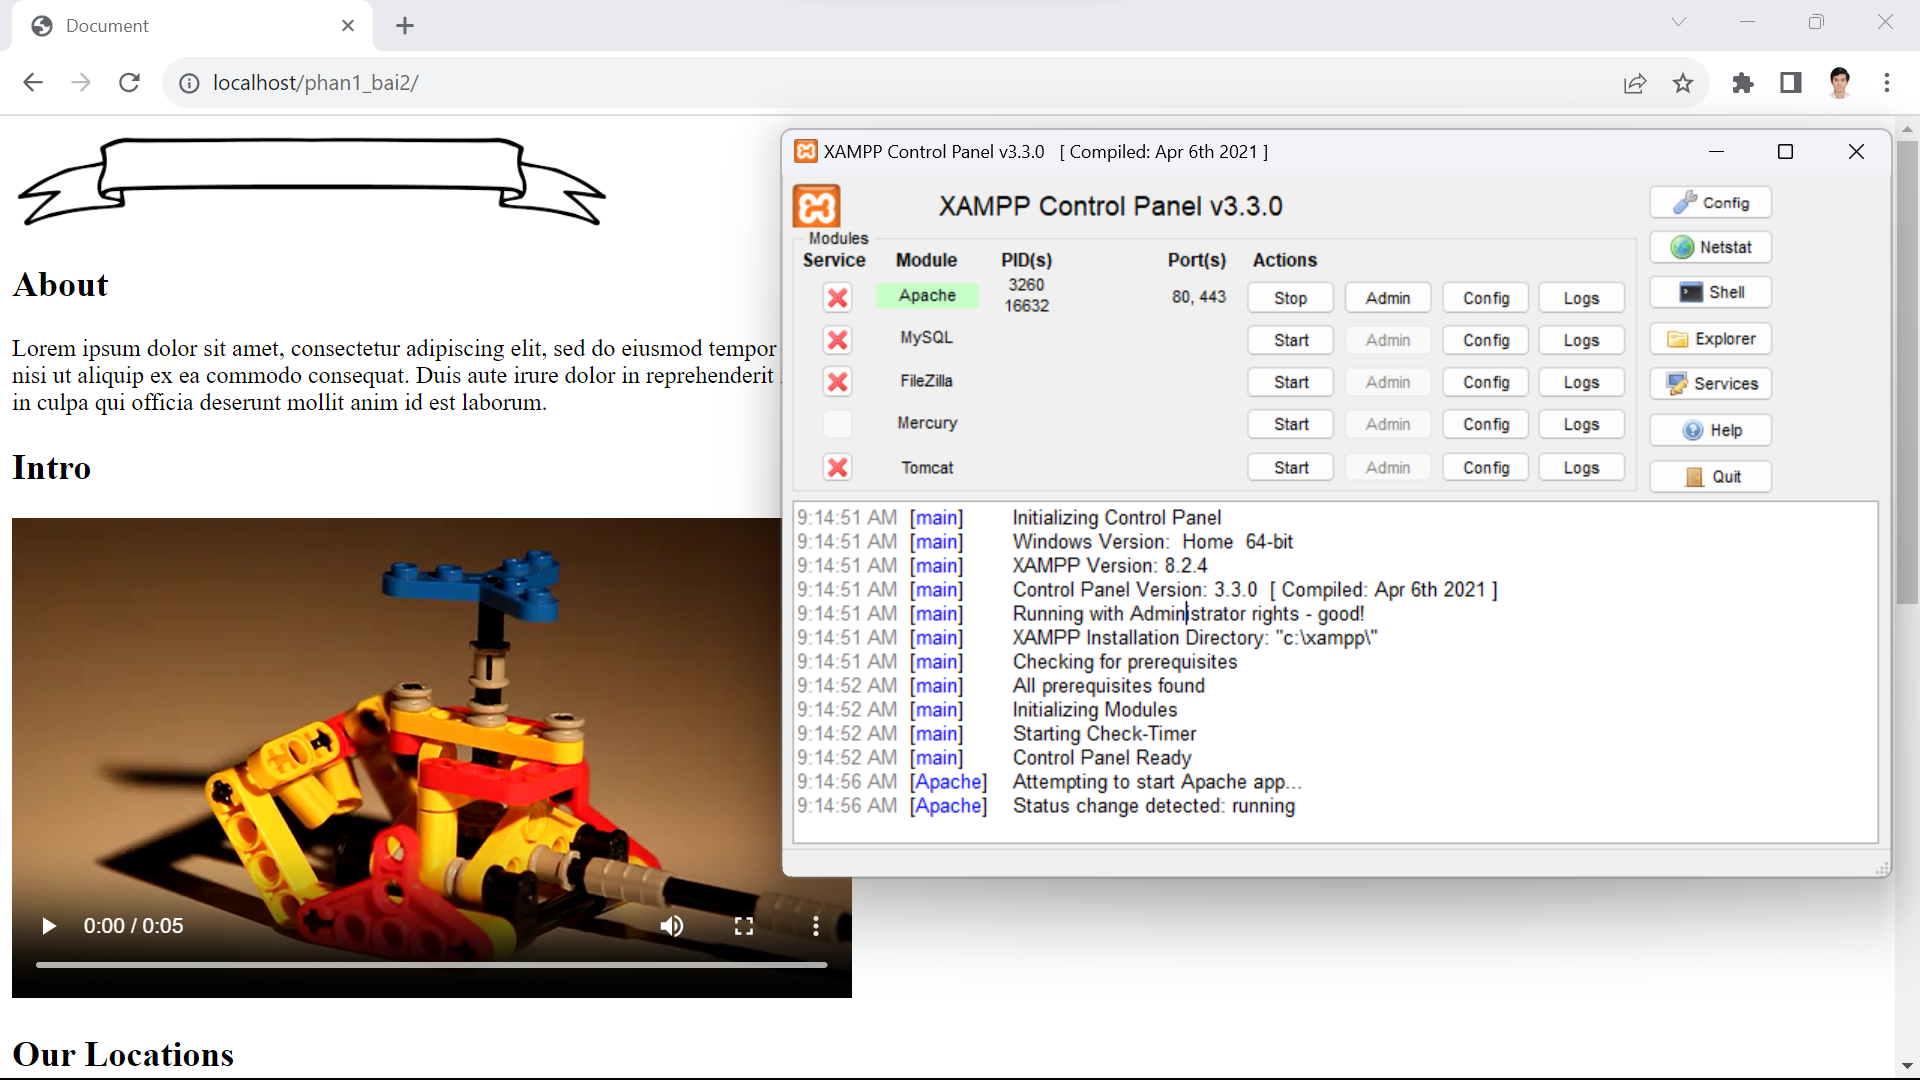 Document
localhost/phan1_bai2/
About
Lorem ipsum dolor sit amet, consectetur adipiscing elit, sed do eiusmod tempor
nisi ut aliquip ex ea commodo consequat. Duis aute irure dolor in reprehenderit
in culpa qui officia deserunt mollit anim id est laborum.
Intro
0:00 / 0:05
Our Locations
XAMPP Control Panel v3.3.0 [ Compiled: Apr 6th 2021 ]
XAMPP Control Panel v3.3.0
Modules
Service Module PID(s) Port(s) Actions
Apache 3260 16632 80, 443 Stop Admin Config Logs
MySQL Start Admin Config Logs
FileZilla Start Admin Config Logs
Mercury Start Admin Config Logs
Tomcat Start Admin Config Logs
Config
Netstat
Shell
Explorer
Services
Help
Quit
9:14:51 AM [main] Initializing Control Panel
9:14:51 AM [main] Windows Version: Home 64-bit
9:14:51 AM [main] XAMPP Version: 8.2.4
9:14:51 AM [main] Control Panel Version: 3.3.0 [ Compiled: Apr 6th 2021 ]
9:14:51 AM [main] Running with Administrator rights - good!
9:14:51 AM [main] XAMPP Installation Directory: "c:\xampp\"
9:14:51 AM [main] Checking for prerequisites
9:14:52 AM [main] All prerequisites found
9:14:52 AM [main] Initializing Modules
9:14:52 AM [main] Starting Check-Timer
9:14:52 AM [main] Control Panel Ready
9:14:56 AM [Apache] Attempting to start Apache app...
9:14:56 AM [Apache] Status change detected: running